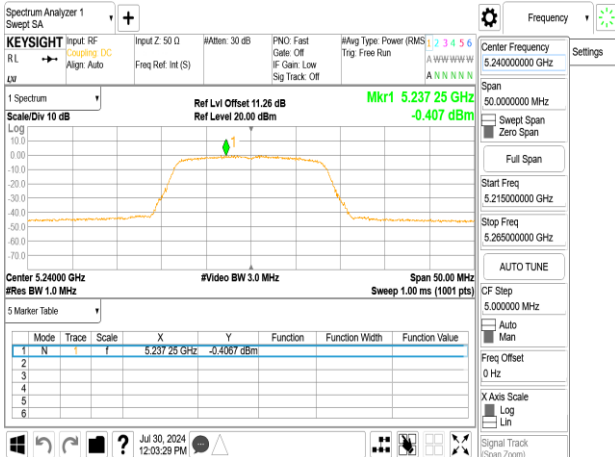 Spectrum Analyzer 1
Swept SA
+
Frequency
KEYSIGHT
RL
Input: RF
Coupling: DC
Align: Auto
Input Z: 50 Ω
Freq Ref: Int (S)
#Atten: 30 dB
PNO: Fast
Gate: Off
IF Gain: Low
Sig Track: Off
#Avg Type: Power (RMS
Trig: Free Run
1 2 3 4 5 6
A W W W W W
A N N N N N
1 Spectrum
Scale/Div 10 dB
Ref Lvl Offset 11.26 dB
Ref Level 20.00 dBm
Mkr1 5.237 25 GHz
-0.407 dBm
Log
1
10.0
0.00
-10.0
-20.0
-30.0
-40.0
-50.0
-60.0
-70.0
Center 5.24000 GHz
#Res BW 1.0 MHz
#Video BW 3.0 MHz
Span 50.00 MHz
Sweep 1.00 ms (1001 pts)
5 Marker Table
Mode Trace Scale X Y Function Function Width Function Value
1 N 1 f 5.237 25 GHz -0.4067 dBm
2
3
4
5
6
?
Jul 30, 2024
12:03:29 PM
Center Frequency
5.240000000 GHz
Settings
Span
50.0000000 MHz
Swept Span
Zero Span
Full Span
Start Freq
5.215000000 GHz
Stop Freq
5.265000000 GHz
AUTO TUNE
CF Step
5.000000 MHz
Auto
Man
Freq Offset
0 Hz
X Axis Scale
Log
Lin
Signal Track
(Span Zoom)